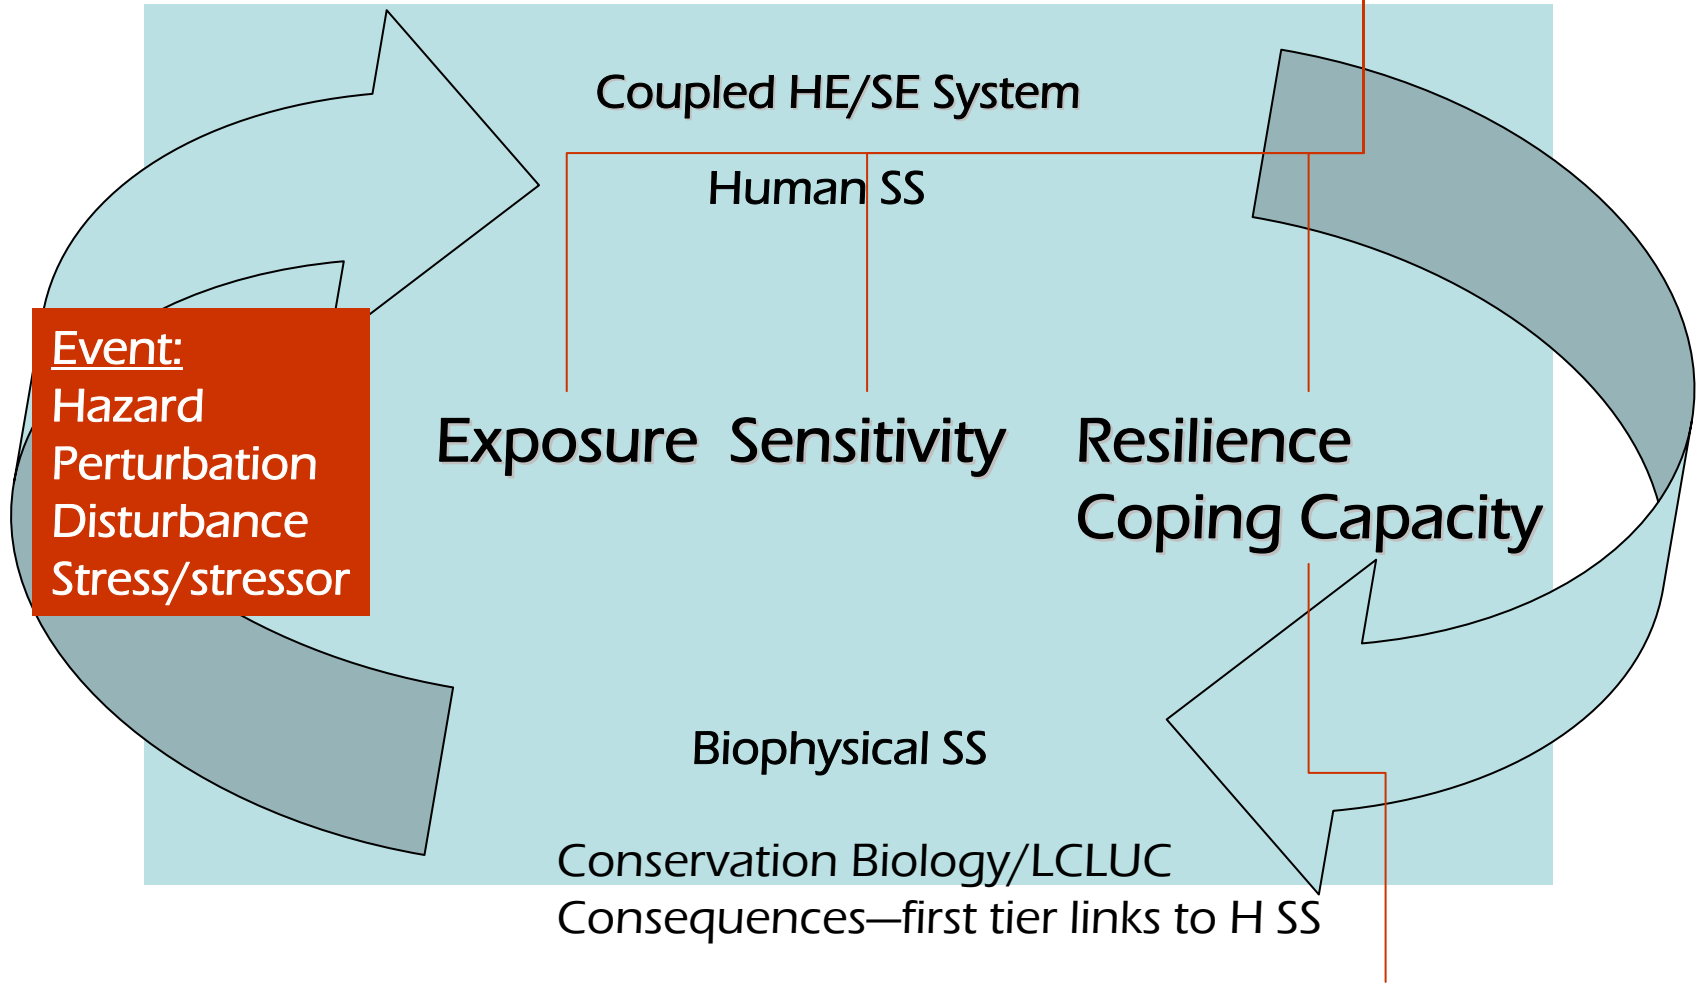 Coupled HE/SE System
Human SS
Event:
Hazard
Perturbation
Disturbance
Stress/stressor
Exposure
Sensitivity
Resilience
Coping Capacity
Biophysical SS
Conservation Biology/LCLUC
Consequences—first tier links to H SS